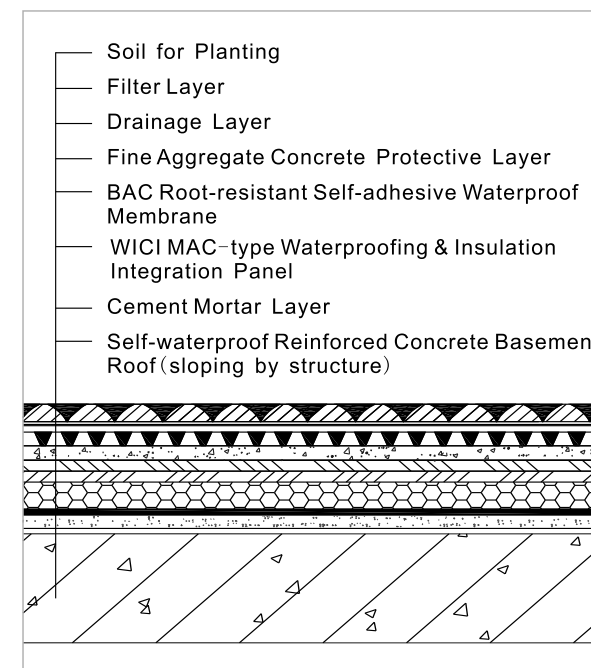 Soil for Planting
Filter Layer
Drainage Layer
Fine Aggregate Concrete Protective Layer
BAC Root-resistant Self-adhesive Waterproof
Membrane
WICI MAC-type Waterproofing & Insulation
Integration Panel
Cement Mortar Layer
Self-waterproof Reinforced Concrete Basemen
Roof(sloping by structure)